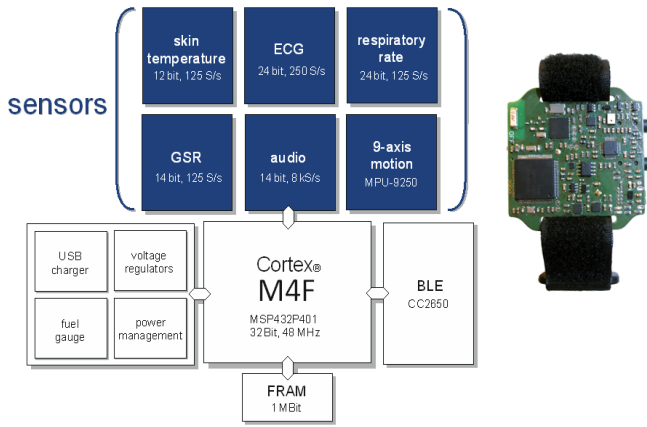 sensors
skin
temperature
12 bit, 125 S/s
ECG
24 bit, 250 S/s
respiratory
rate
24 bit, 125 S/s
GSR
14 bit, 125 S/s
audio
14 bit, 8 kS/s
9-axis
motion
MPU-9250
USB
charger
voltage
regulators
fuel
gauge
power
management
Cortex®
M4F
MSP432P401
32Bit, 48 MHz
BLE
CC2650
FRAM
1 MBit